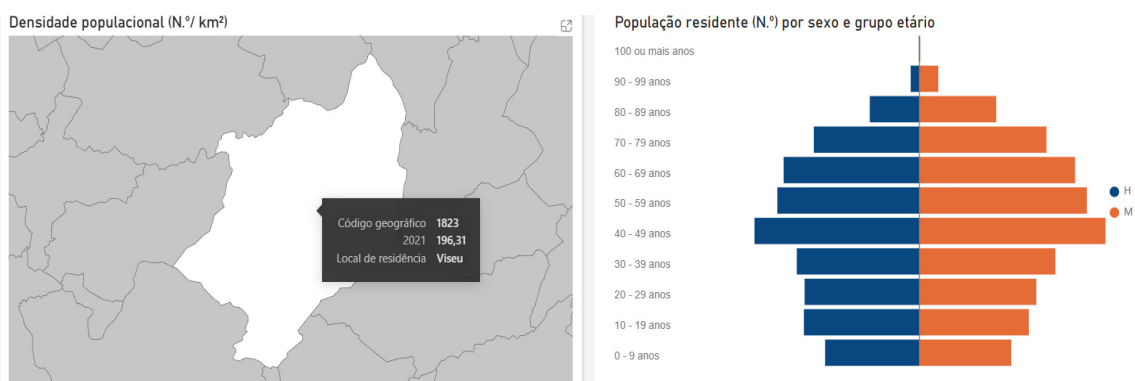 Densidade populacional (N.º/ km²)
Código geográfico 1823
2021 196,31
Local de residência Viseu
População residente (N.º) por sexo e grupo etário
100 ou mais anos
90 - 99 anos
80 - 89 anos
70 - 79 anos
60 - 69 anos
50 - 59 anos
40 - 49 anos
30 - 39 anos
20 - 29 anos
10 - 19 anos
0 - 9 anos
H
M